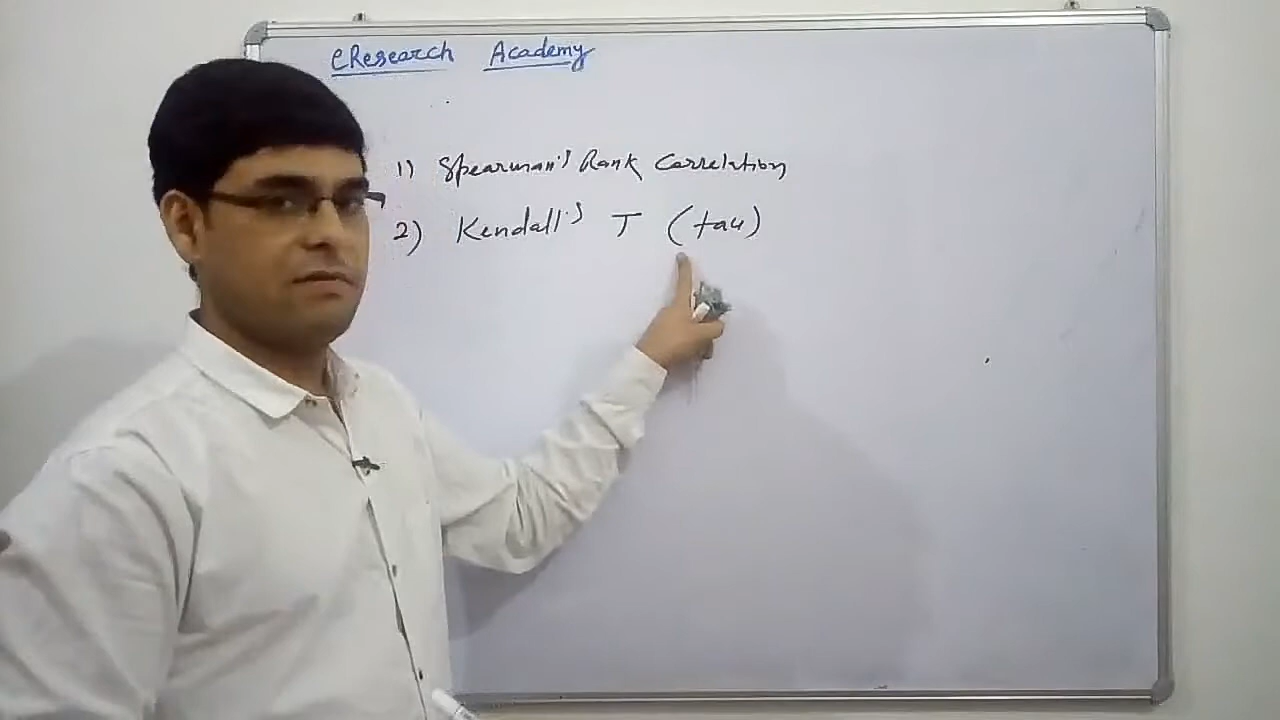 eResearch Academy
1) Spearman's Rank Correlation
2) Kendall's T (tau)